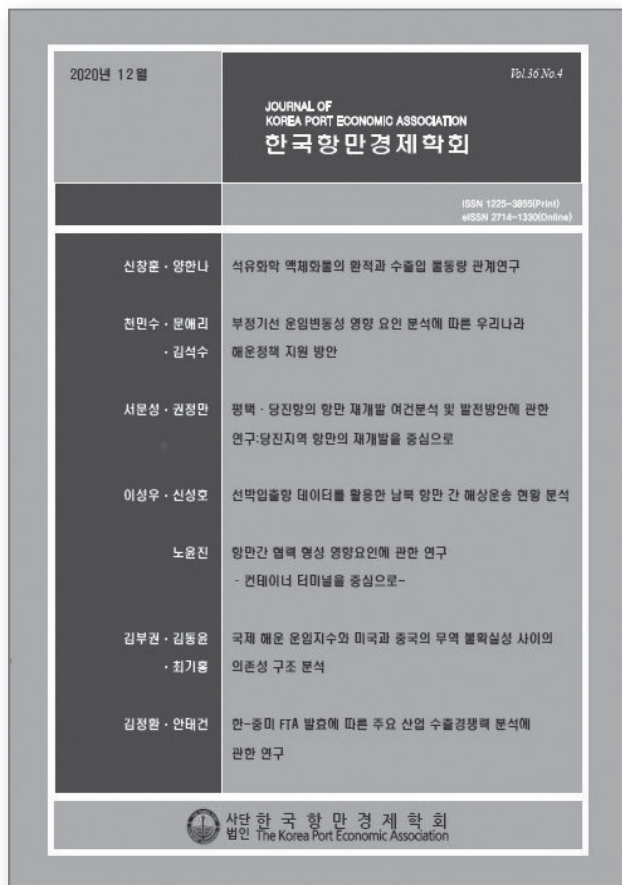 2020년 12월
Vol.36 No.4
JOURNAL OF
KOREA PORT ECONOMIC ASSOCIATION
한국항만경제학회
ISSN 1225-3855(Print)
eISSN 2714-1330(Online)
신창훈 · 양한나 석유화학 액체화물의 환적과 수출입 물동량 관계연구
천민수 · 문애리 부정기선 운임변동성 영향 요인 분석에 따른 우리나라
· 김석수 해운정책 지원 방안
서문성 · 권정만 평택 · 당진항의 항만 재개발 여건분석 및 발전방안에 관한
연구:당진지역 항만의 재개발을 중심으로
이성우 · 신성호 선박입출항 데이터를 활용한 남북 항만 간 해상운송 현황 분석
노윤진 항만간 협력 형성 영향요인에 관한 연구
- 컨테이너 터미널을 중심으로-
김부권 · 김동윤 국제 해운 운임지수와 미국과 중국의 무역 불확실성 사이의
· 최기홍 의존성 구조 분석
김정환 · 안태건 한-중미 FTA 발효에 따른 주요 산업 수출경쟁력 분석에
관한 연구
사단 한국항만경제학회
법인 The Korea Port Economic Association